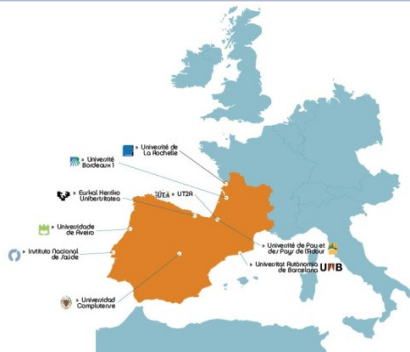 Université de
La Rochelle
Université
Bordeaux 1
Euskal Herriko
Unibertsitatea
UT2A
UT2A
Universidade
de Aveiro
Instituto Nacional
de Saúde
Universidad
Complutense
Université de Pau et
des Pays de l'Adour
Universitat Autònoma
de Barcelona
UAB